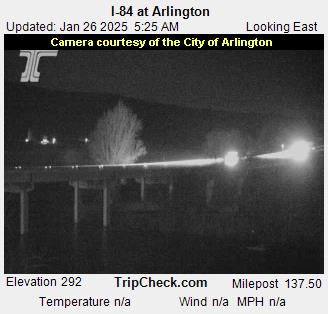 I-84 at Arlington
Updated: Jan 26 2025 5:25 AM Looking East
Camera courtesy of the City of Arlington
Elevation 292 TripCheck.com Milepost 137.50
Temperature n/a Wind n/a MPH n/a